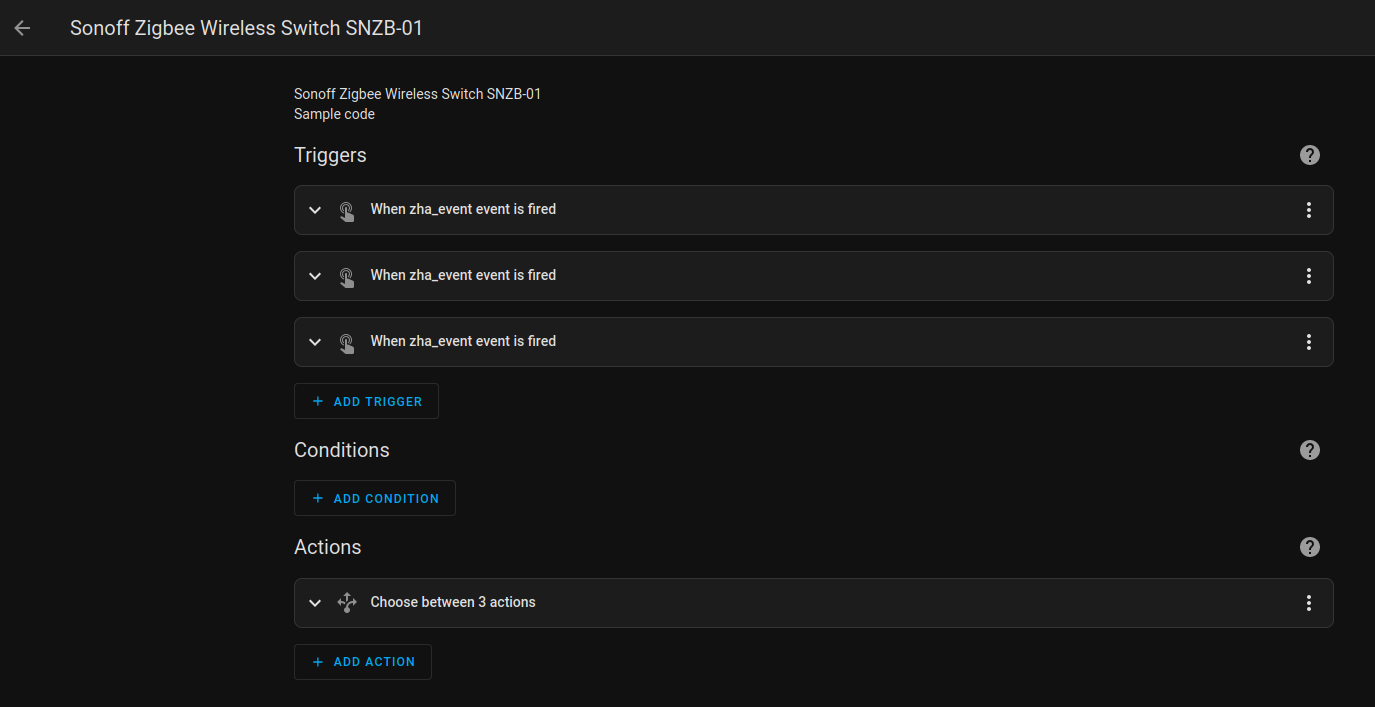 Sonoff Zigbee Wireless Switch SNZB-01
Sonoff Zigbee Wireless Switch SNZB-01
Sample code
Triggers
When zha_event event is fired
When zha_event event is fired
When zha_event event is fired
+ ADD TRIGGER
Conditions
+ ADD CONDITION
Actions
Choose between 3 actions
+ ADD ACTION